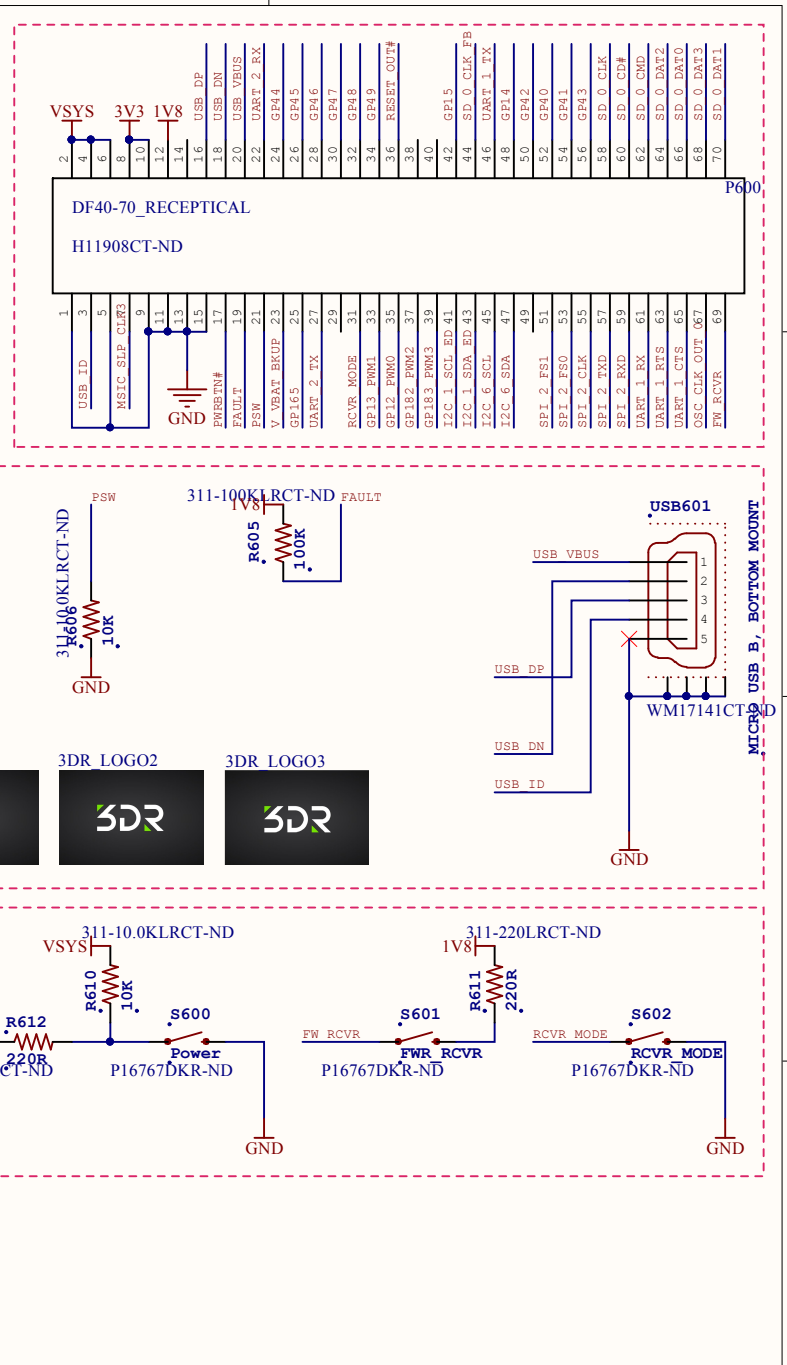 USB DP
USB DN
USB VBUS
UART 2 RX
GP44
GP45
GP46
GP47
GP48
GP49
RESET OUT#
GP15
SD 0 CLK FB
UART 1 TX
GP14
GP42
GP40
GP41
GP43
SD 0 CLK
SD 0 CD#
SD 0 CMD
SD 0 DAT2
SD 0 DAT0
SD 0 DAT3
SD 0 DAT1
VSYS 3V3 1V8
2 4 6 8 10 12 14 16 18 20 22 24 26 28 30 32 34 36 38 40 42 44 46 48 50 52 54 56 58 60 62 64 66 68 70
P600
DF40-70_RECEPTICAL
H11908CT-ND
1 3 5 7 9 11 13 15 17 19 21 23 25 27 29 31 33 35 37 39 41 43 45 47 49 51 53 55 57 59 61 63 65 67 69
USB ID
MSIC SLP CLK3
GND
PWRBTN#
FAULT
PSW
V VBAT BKUP
GP165
UART 2 TX
RCVR MODE
GP13 PWM1
GP12 PWM0
GP182 PWM2
GP183 PWM3
I2C 1 SCL ED
I2C 1 SDA ED
I2C 6 SCL
I2C 6 SDA
SPI 2 FS1
SPI 2 FS0
SPI 2 CLK
SPI 2 TXD
SPI 2 RXD
UART 1 RX
UART 1 RTS
UART 1 CTS
OSC CLK OUT 0
FW RCVR
PSW
311-10.0KLRCT-ND
R606
10K
GND
311-100KLRCT-ND
1V8
FAULT
R605
100K
USB601
USB VBUS
1
2
3
4
5
USB DP
WM17141CT-ND
MICRO USB B, BOTTOM MOUNT
USB DN
USB ID
GND
3DR_LOGO2
3DR_LOGO3
3DR
3DR
311-10.0KLRCT-ND
VSYS
R610
10K
R612
220R
CT-ND
S600
Power
P16767DKR-ND
GND
311-220LRCT-ND
1V8
R611
220R
FW RCVR
S601
FWR_RCVR
P16767DKR-ND
RCVR MODE
S602
RCVR_MODE
P16767DKR-ND
GND